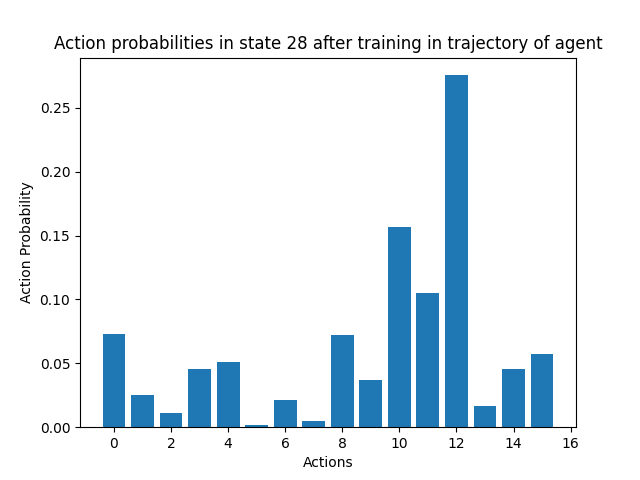 Action probabilities in state 28 after training in trajectory of agent
0.25
0.20
0.15
0.10
0.05
0.00
Action Probability
0 2 4 6 8 10 12 14 16
Actions